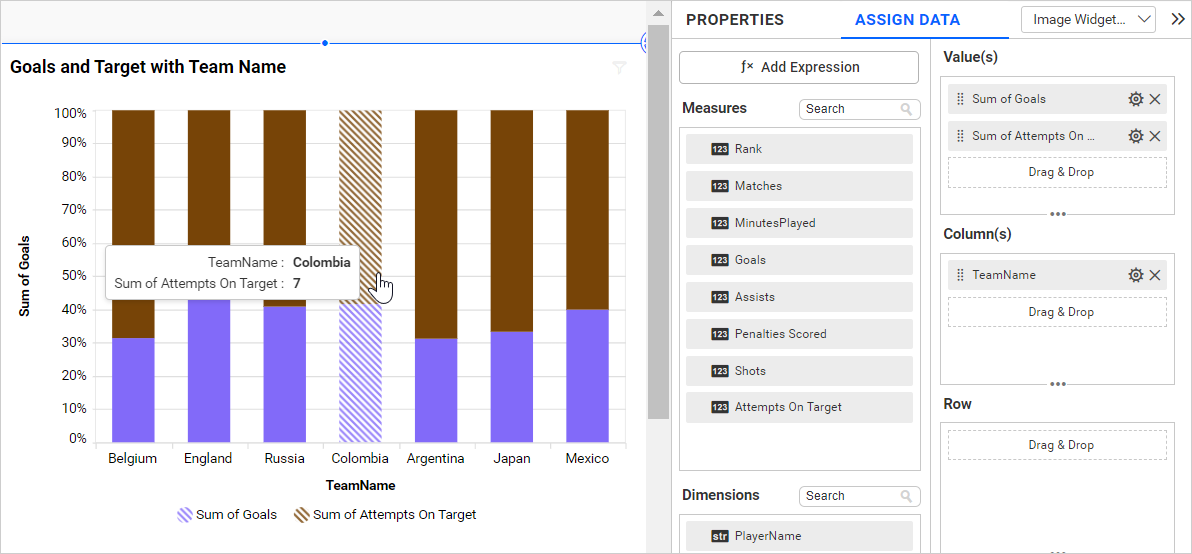 Goals and Target with Team Name
100%
90%
80%
70%
60%
50%
40%
30%
20%
10%
0%
Sum of Goals
TeamName : Colombia
Sum of Attempts On Target : 7
Belgium England Russia Colombia Argentina Japan Mexico
TeamName
Sum of Goals Sum of Attempts On Target
PROPERTIES ASSIGN DATA Image Widget...
ƒx Add Expression
Measures Search
123 Rank
123 Matches
123 MinutesPlayed
123 Goals
123 Assists
123 Penalties Scored
123 Shots
123 Attempts On Target
Dimensions Search
str PlayerName
Value(s)
Sum of Goals
Sum of Attempts On ...
Drag & Drop
Column(s)
TeamName
Drag & Drop
Row
Drag & Drop